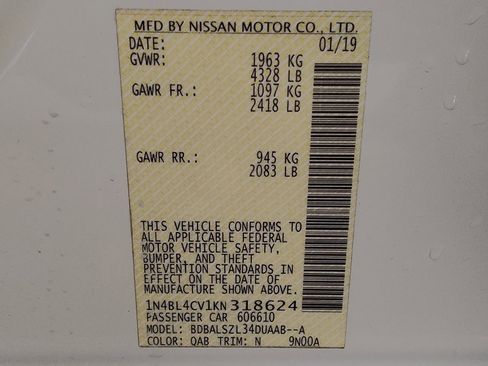 MFD BY NISSAN MOTOR CO., LTD.
DATE: 01/19
GVWR: 1963 KG
4328 LB
GAWR FR.: 1097 KG
2418 LB
GAWR RR.: 945 KG
2083 LB
THIS VEHICLE CONFORMS TO
ALL APPLICABLE FEDERAL
MOTOR VEHICLE SAFETY,
BUMPER, AND THEFT
PREVENTION STANDARDS IN
EFFECT ON THE DATE OF
MANUFACTURE SHOWN ABOVE.
1N4BL4CV1KN318624
PASSENGER CAR 606610
MODEL: BDBALSZL34DUAAB--A
COLOR: QAB TRIM: N 9N00A